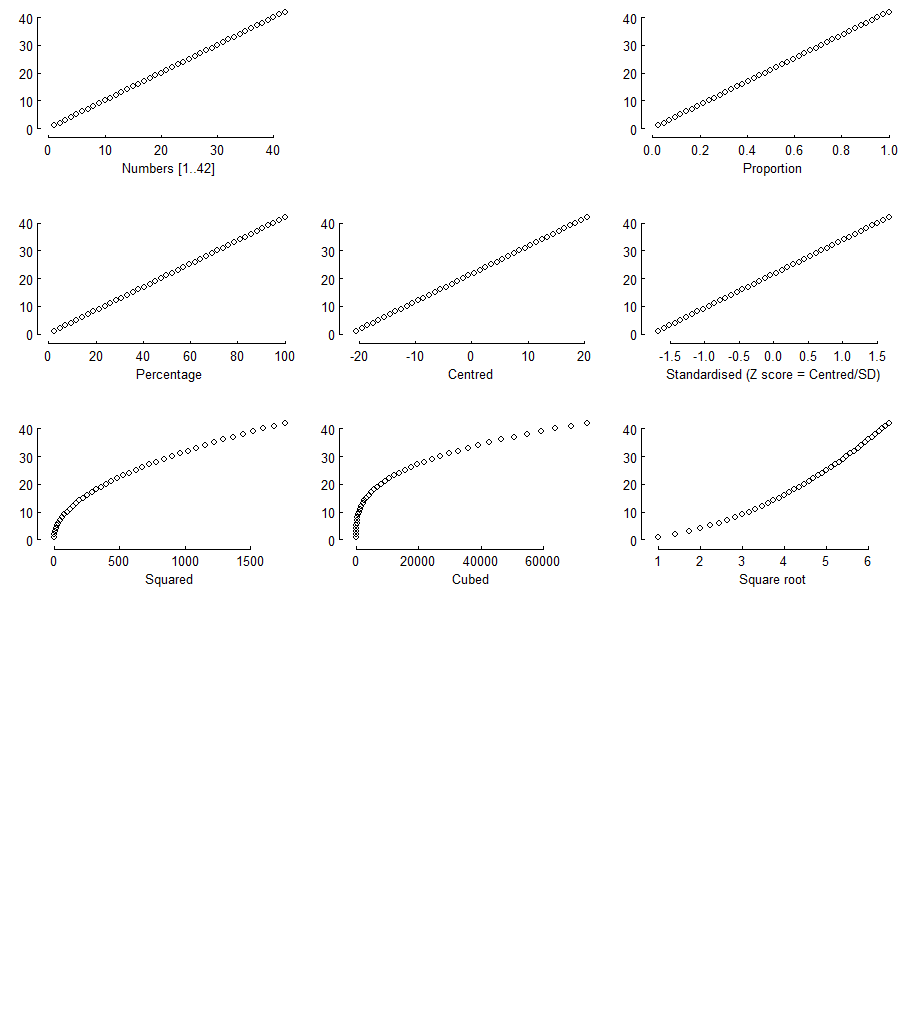 40
30
20
10
0
0 10 20 30 40
Numbers [1..42]
40
30
20
10
0
0.0 0.2 0.4 0.6 0.8 1.0
Proportion
40
30
20
10
0
0 20 40 60 80 100
Percentage
40
30
20
10
0
-20 -10 0 10 20
Centred
40
30
20
10
0
-1.5 -1.0 -0.5 0.0 0.5 1.0 1.5
Standardised (Z score = Centred/SD)
40
30
20
10
0
0 500 1000 1500
Squared
40
30
20
10
0
0 20000 40000 60000
Cubed
40
30
20
10
0
1 2 3 4 5 6
Square root